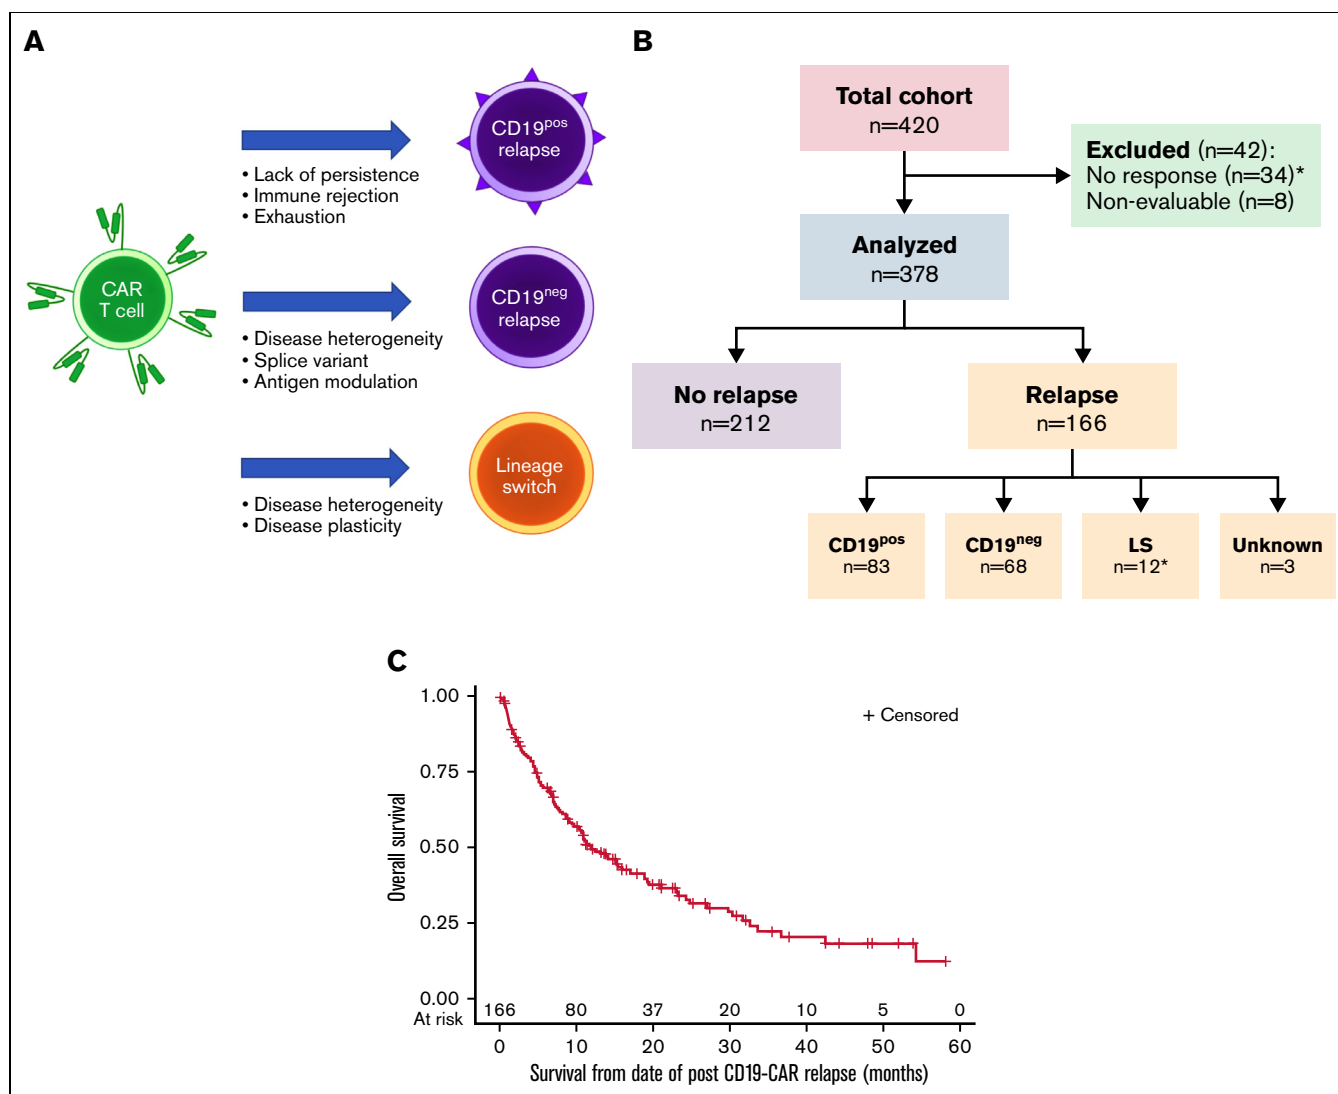 A
CAR
T cell
• Lack of persistence
• Immune rejection
• Exhaustion
CD19pos
relapse
• Disease heterogeneity
• Splice variant
• Antigen modulation
CD19neg
relapse
• Disease heterogeneity
• Disease plasticity
Lineage
switch
B
Total cohort
n=420
Excluded (n=42):
No response (n=34)*
Non-evaluable (n=8)
Analyzed
n=378
No relapse
n=212
Relapse
n=166
CD19pos
n=83
CD19neg
n=68
LS
n=12*
Unknown
n=3
C
+ Censored
Overall survival
1.00
0.75
0.50
0.25
0.00
At risk
166 80 37 20 10 5 0
0 10 20 30 40 50 60
Survival from date of post CD19-CAR relapse (months)